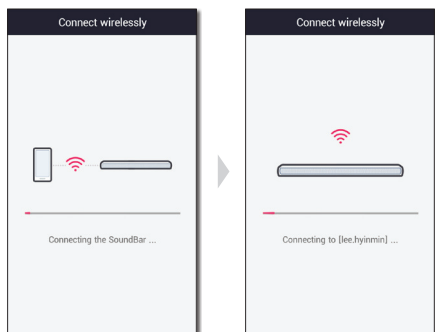 Connect wirelessly
Connecting the SoundBar ...
Connect wirelessly
Connecting to [lee.hyinmin] ...